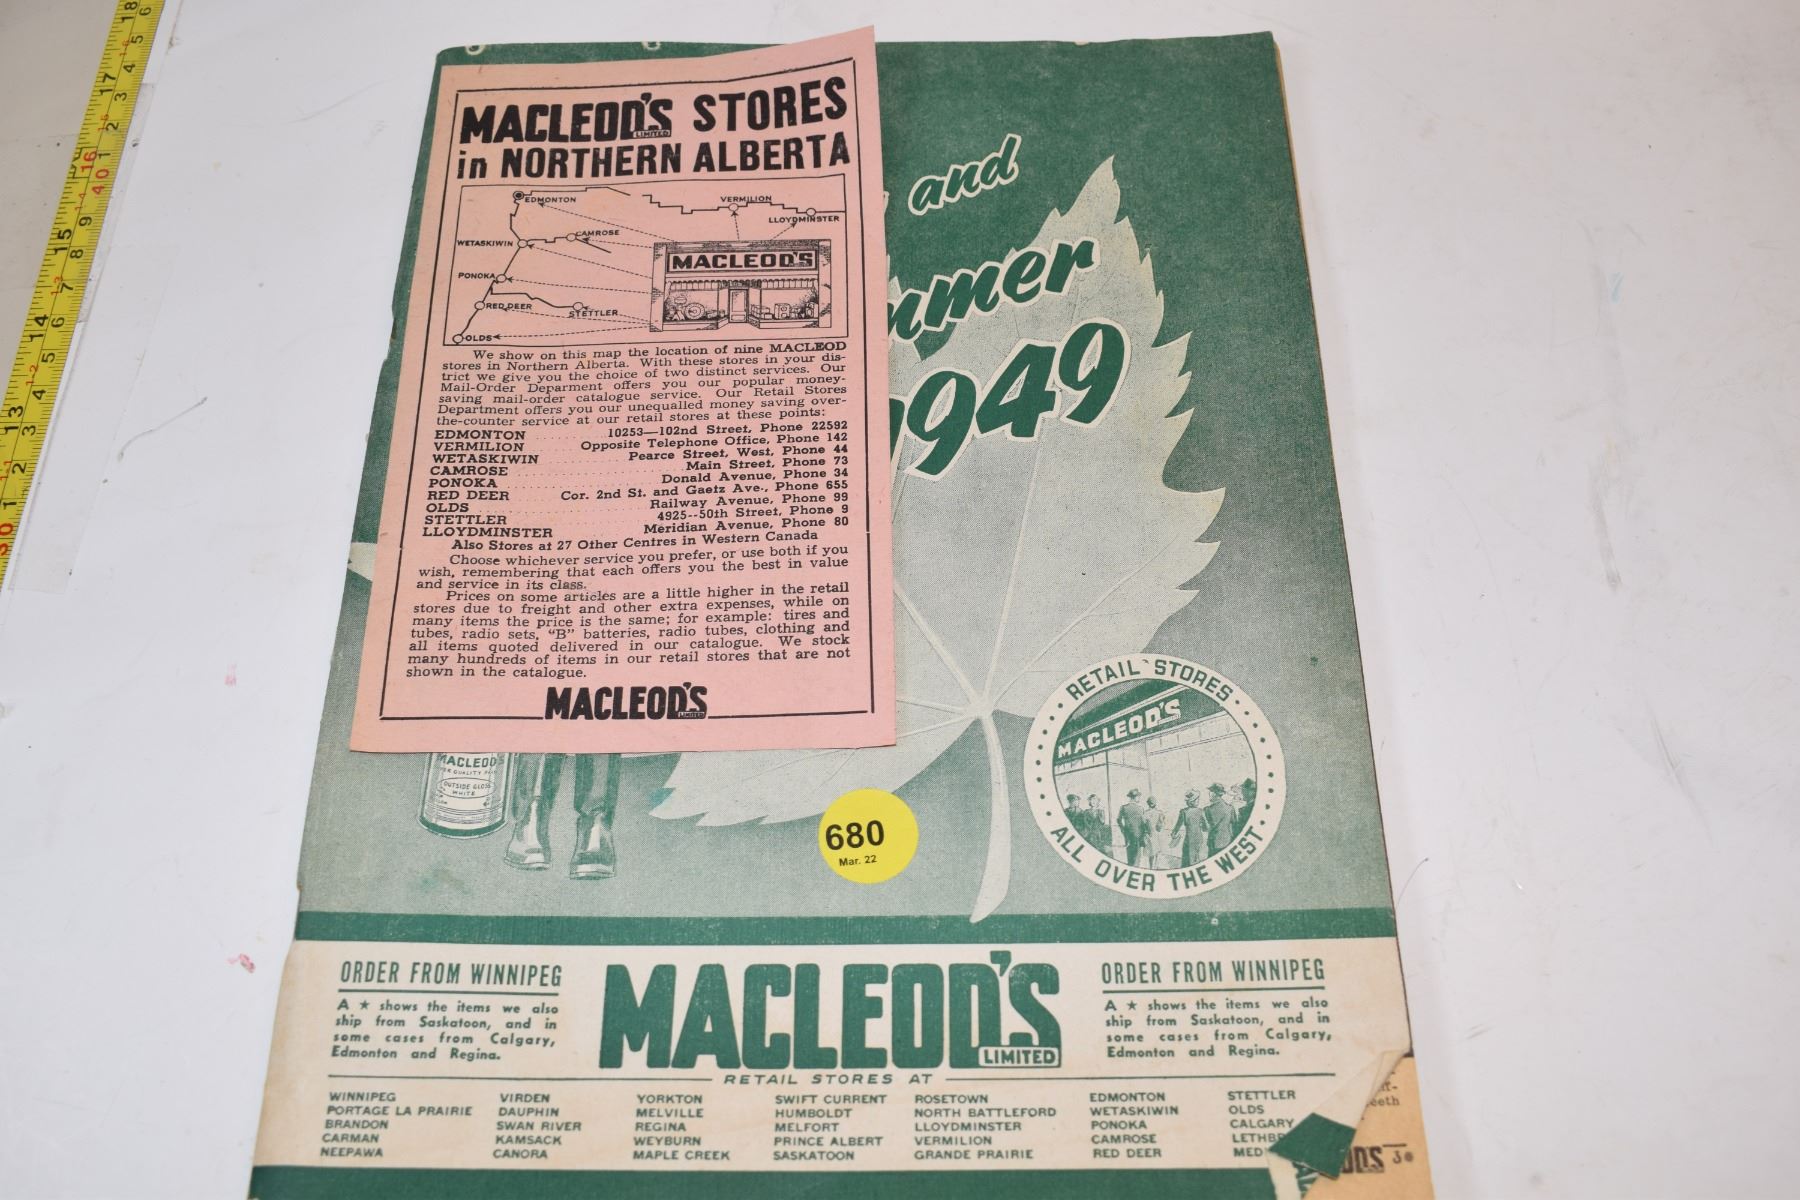 MACLEOD'S STORES
LIMITED
in NORTHERN ALBERTA
EDMONTON
VERMILION
LLOYDMINSTER
WETASKIWIN
CAMROSE
MACLEOD'S
PONOKA
RED DEER
STETTLER
OLDS
We show on this map the location of nine MACLEOD
stores in Northern Alberta. With these stores in your dis-
trict we give you the choice of two distinct services. Our
Mail-Order Deparment offers you our popular money-
saving mail-order catalogue service. Our Retail Stores
Department offers you our unequalled money saving over-
the-counter service at our retail stores at these points:
EDMONTON 10253—102nd Street, Phone 22592
VERMILION Opposite Telephone Office, Phone 142
WETASKIWIN Pearce Street, West, Phone 44
CAMROSE Main Street, Phone 73
PONOKA Donald Avenue, Phone 34
RED DEER Cor. 2nd St. and Gaetz Ave., Phone 655
OLDS Railway Avenue, Phone 99
STETTLER 4925--50th Street, Phone 9
LLOYDMINSTER Meridian Avenue, Phone 80
Also Stores at 27 Other Centres in Western Canada
Choose whichever service you prefer, or use both if you
wish, remembering that each offers you the best in value
and service in its class.
Prices on some articles are a little higher in the retail
stores due to freight and other extra expenses, while on
many items the price is the same; for example: tires and
tubes, radio sets, "B" batteries, radio tubes, clothing and
all items quoted delivered in our catalogue. We stock
many hundreds of items in our retail stores that are not
shown in the catalogue.
MACLEOD'S
LIMITED
and
mmer
1949
RETAIL STORES
MACLEOD'S
ALL OVER THE WEST
MACLEOD'S
OUTSIDE GLOSS
WHITE
680
Mar. 22
ORDER FROM WINNIPEG
A ★ shows the items we also
ship from Saskatoon, and in
some cases from Calgary,
Edmonton and Regina.
MACLEOD'S
LIMITED
ORDER FROM WINNIPEG
A ★ shows the items we also
ship from Saskatoon, and in
some cases from Calgary,
Edmonton and Regina.
RETAIL STORES AT
WINNIPEG VIRDEN YORKTON SWIFT CURRENT ROSETOWN EDMONTON STETTLER
PORTAGE LA PRAIRIE DAUPHIN MELVILLE HUMBOLDT NORTH BATTLEFORD WETASKIWIN OLDS
BRANDON SWAN RIVER REGINA MELFORT LLOYDMINSTER PONOKA CALGARY
CARMAN KAMSACK WEYBURN PRINCE ALBERT VERMILION CAMROSE LETHB
NEEPAWA CANORA MAPLE CREEK SASKATOON GRANDE PRAIRIE RED DEER MED
eeth
OD'S
3